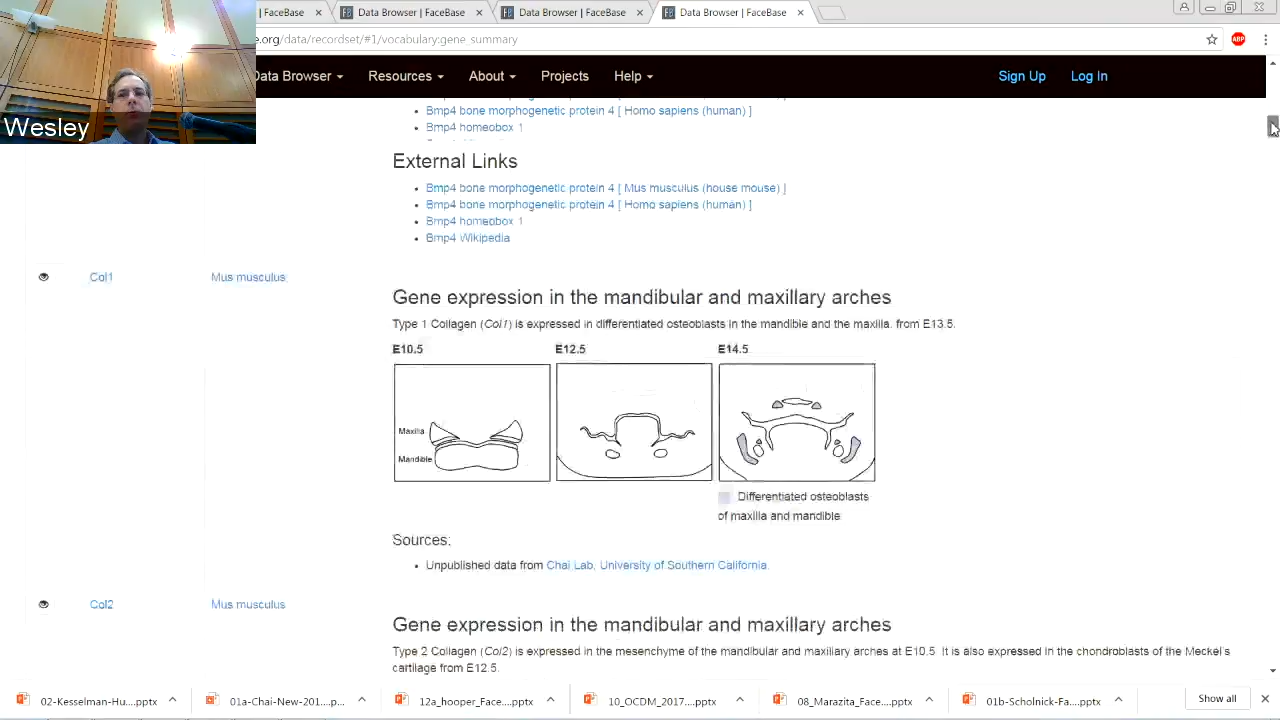 | FaceBase
Data Browser | FaceBase
Data Browser | FaceBase
Data Browser | FaceBase
e.org/data/recordset/#1/vocabulary:gene_summary
ABP
Data Browser
Resources
About
Projects
Help
Sign Up
Log In
Wesley
Bmp4 bone morphogenetic protein 4 [ Homo sapiens (human) ]
Bmp4 homeobox 1
External Links
Bmp4 bone morphogenetic protein 4 [ Mus musculus (house mouse) ]
Bmp4 bone morphogenetic protein 4 [ Homo sapiens (human) ]
Bmp4 homeobox 1
Bmp4 Wikipedia
Col1
Mus musculus
Gene expression in the mandibular and maxillary arches
Type 1 Collagen (Col1) is expressed in differentiated osteoblasts in the mandible and the maxilla. from E13.5.
E10.5
E12.5
E14.5
Maxilla
Mandible
Differentiated osteoblasts
of maxilla and mandible
Sources:
Unpublished data from Chai Lab, University of Southern California.
Col2
Mus musculus
Gene expression in the mandibular and maxillary arches
Type 2 Collagen (Col2) is expressed in the mesenchyme of the mandibular and maxillary arches at E10.5 It is also expressed in the chondroblasts of the Meckel's
cartilage from E12.5.
02-Kesselman-Hu....pptx
01a-Chai-New-201...p...
12a_hooper_Face....pptx
10_OCDM_2017....pptx
08_Marazita_Face....pptx
01b-Scholnick-Fa....pptx
Show all